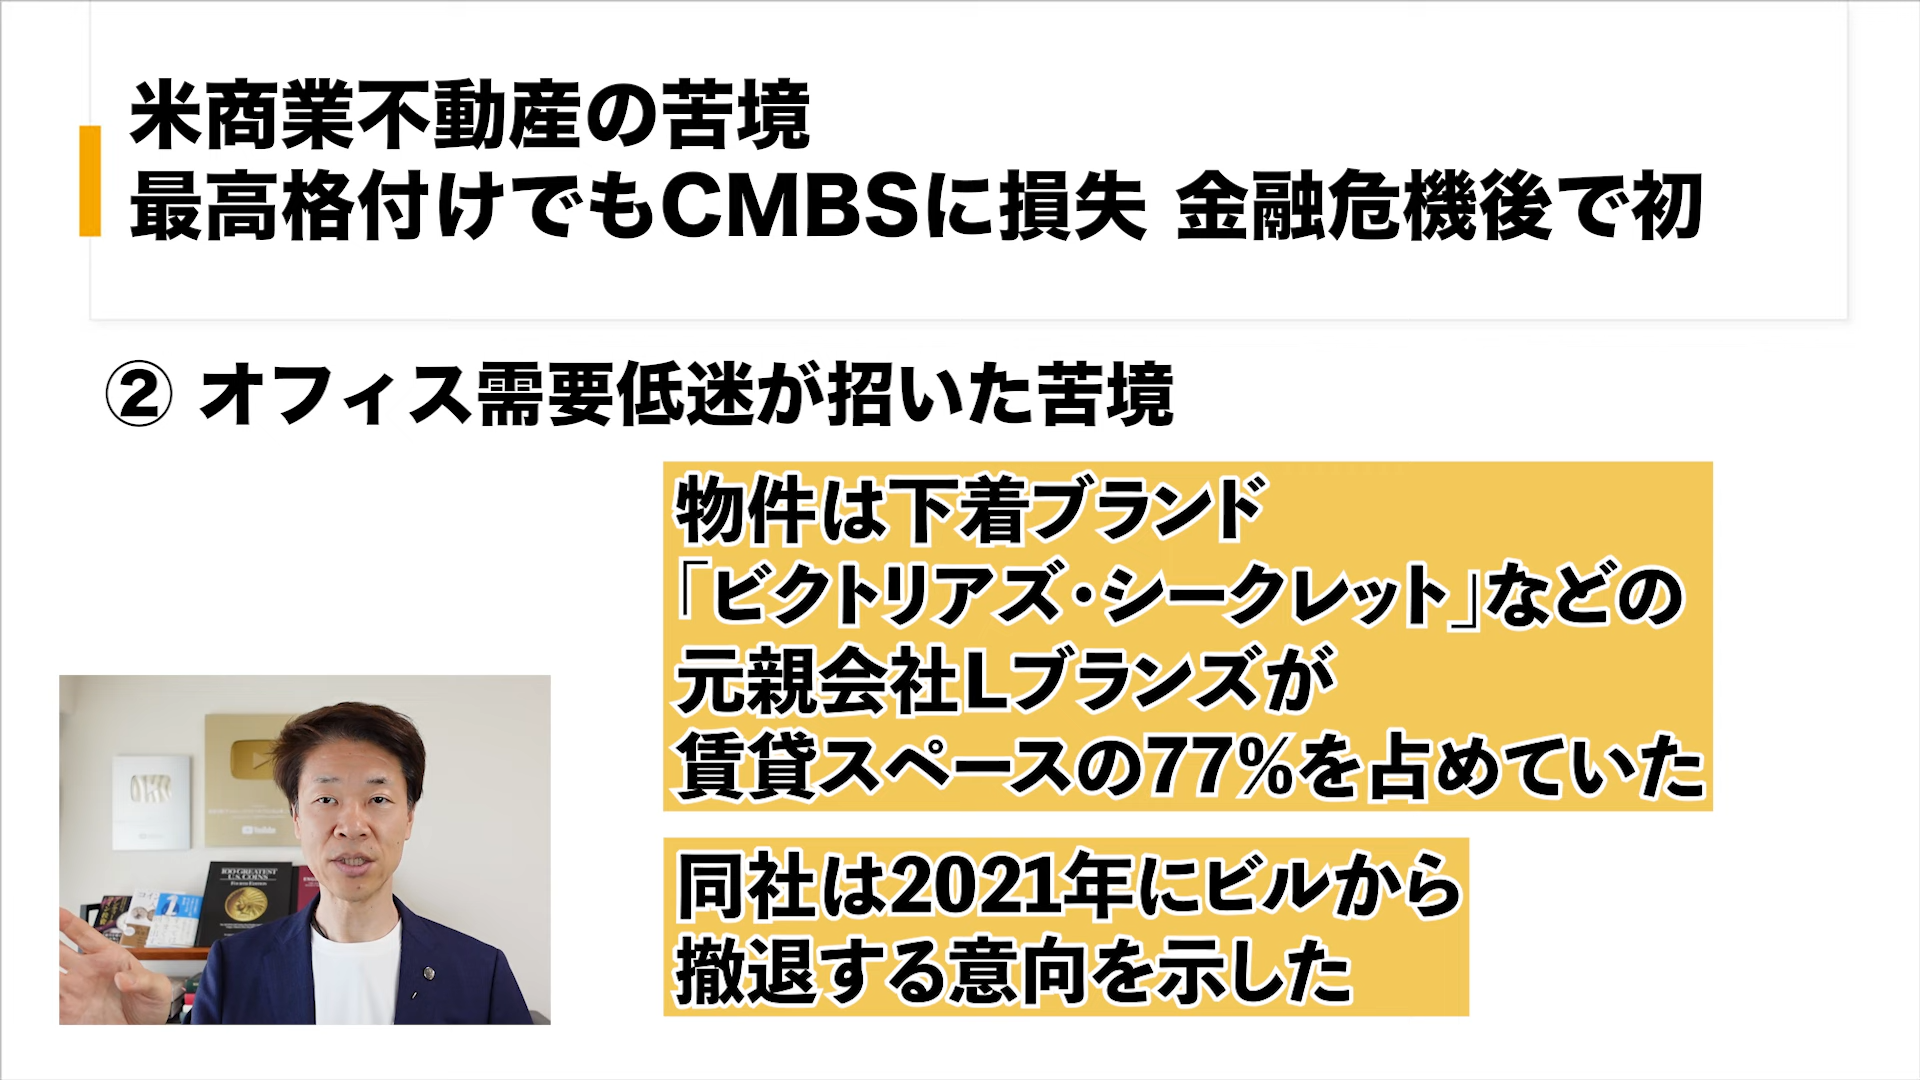 米商業不動産の苦境
最高格付けでもCMBSに損失 金融危機後で初
② オフィス需要低迷が招いた苦境
物件は下着ブランド
「ビクトリアズ・シークレット」などの
元親会社Lブランズが
賃貸スペースの77%を占めていた
同社は2021年にビルから
撤退する意向を示した
YouTube
100 GREATEST
U.S. COINS